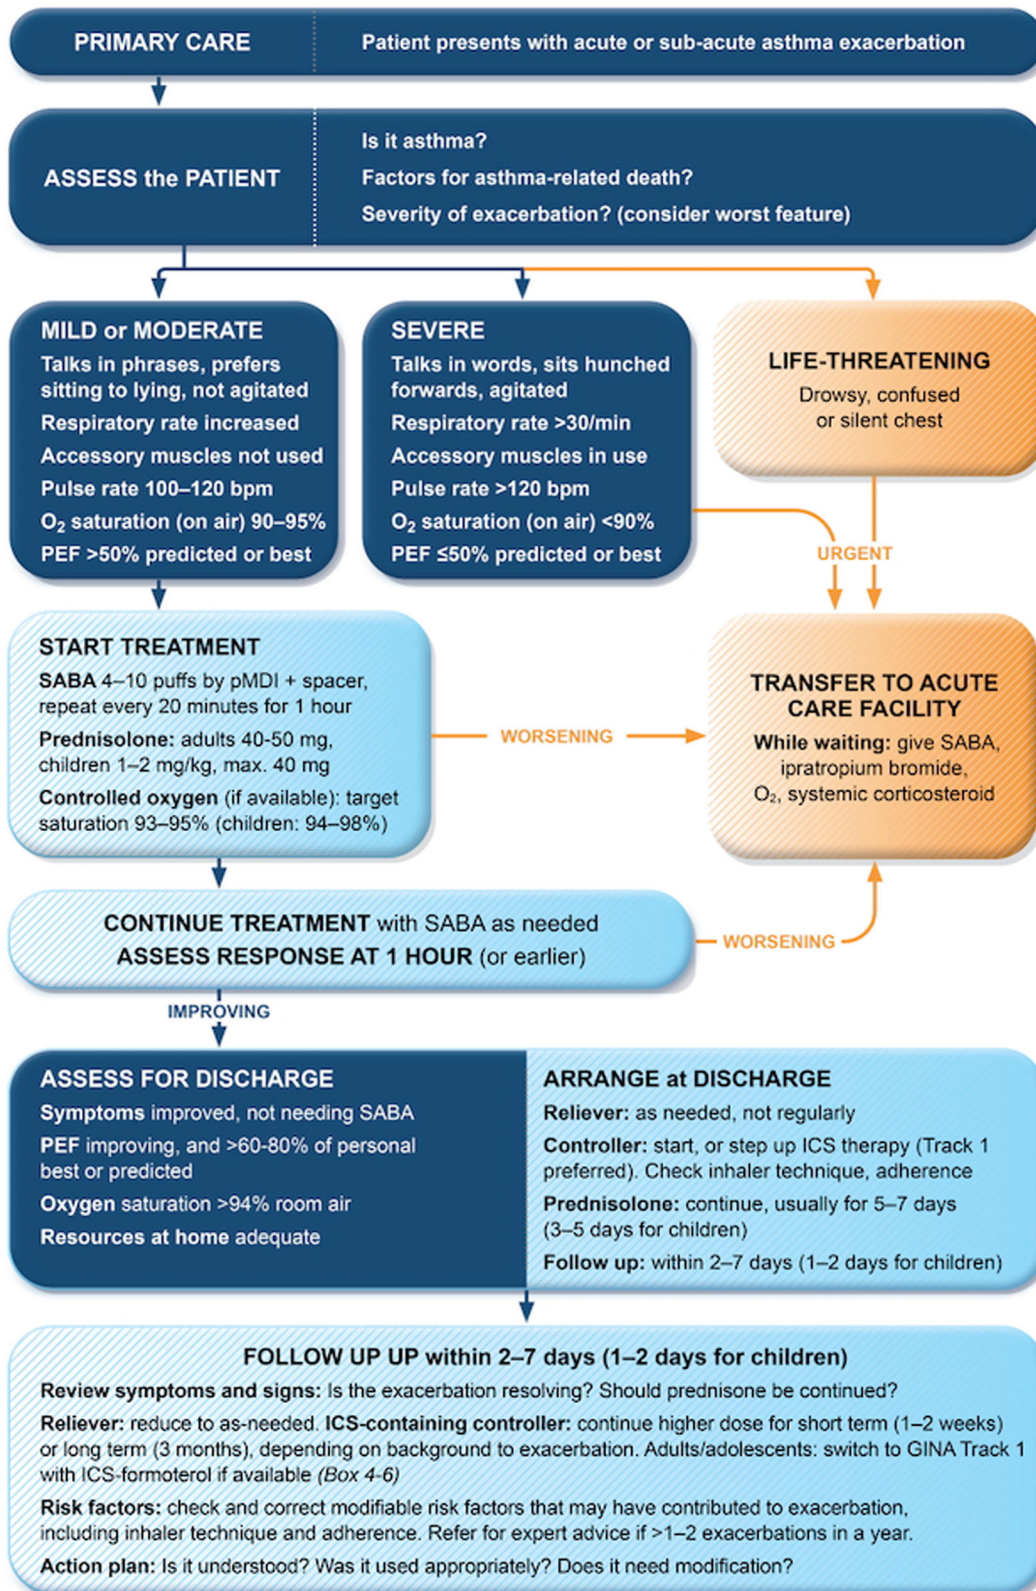 PRIMARY CARE
Patient presents with acute or sub-acute asthma exacerbation
ASSESS the PATIENT
Is it asthma?
Factors for asthma-related death?
Severity of exacerbation? (consider worst feature)
MILD or MODERATE
Talks in phrases, prefers
sitting to lying, not agitated
Respiratory rate increased
Accessory muscles not used
Pulse rate 100–120 bpm
O₂ saturation (on air) 90–95%
PEF >50% predicted or best
SEVERE
Talks in words, sits hunched
forwards, agitated
Respiratory rate >30/min
Accessory muscles in use
Pulse rate >120 bpm
O₂ saturation (on air) <90%
PEF ≤50% predicted or best
LIFE-THREATENING
Drowsy, confused
or silent chest
URGENT
START TREATMENT
SABA 4–10 puffs by pMDI + spacer,
repeat every 20 minutes for 1 hour
Prednisolone: adults 40-50 mg,
children 1–2 mg/kg, max. 40 mg
Controlled oxygen (if available): target
saturation 93–95% (children: 94–98%)
WORSENING
TRANSFER TO ACUTE
CARE FACILITY
While waiting: give SABA,
ipratropium bromide,
O₂, systemic corticosteroid
CONTINUE TREATMENT with SABA as needed
ASSESS RESPONSE AT 1 HOUR (or earlier)
WORSENING
IMPROVING
ASSESS FOR DISCHARGE
Symptoms improved, not needing SABA
PEF improving, and >60-80% of personal
best or predicted
Oxygen saturation >94% room air
Resources at home adequate
ARRANGE at DISCHARGE
Reliever: as needed, not regularly
Controller: start, or step up ICS therapy (Track 1
preferred). Check inhaler technique, adherence
Prednisolone: continue, usually for 5–7 days
(3–5 days for children)
Follow up: within 2–7 days (1–2 days for children)
FOLLOW UP UP within 2–7 days (1–2 days for children)
Review symptoms and signs: Is the exacerbation resolving? Should prednisone be continued?
Reliever: reduce to as-needed. ICS-containing controller: continue higher dose for short term (1–2 weeks)
or long term (3 months), depending on background to exacerbation. Adults/adolescents: switch to GINA Track 1
with ICS-formoterol if available (Box 4-6)
Risk factors: check and correct modifiable risk factors that may have contributed to exacerbation,
including inhaler technique and adherence. Refer for expert advice if >1–2 exacerbations in a year.
Action plan: Is it understood? Was it used appropriately? Does it need modification?